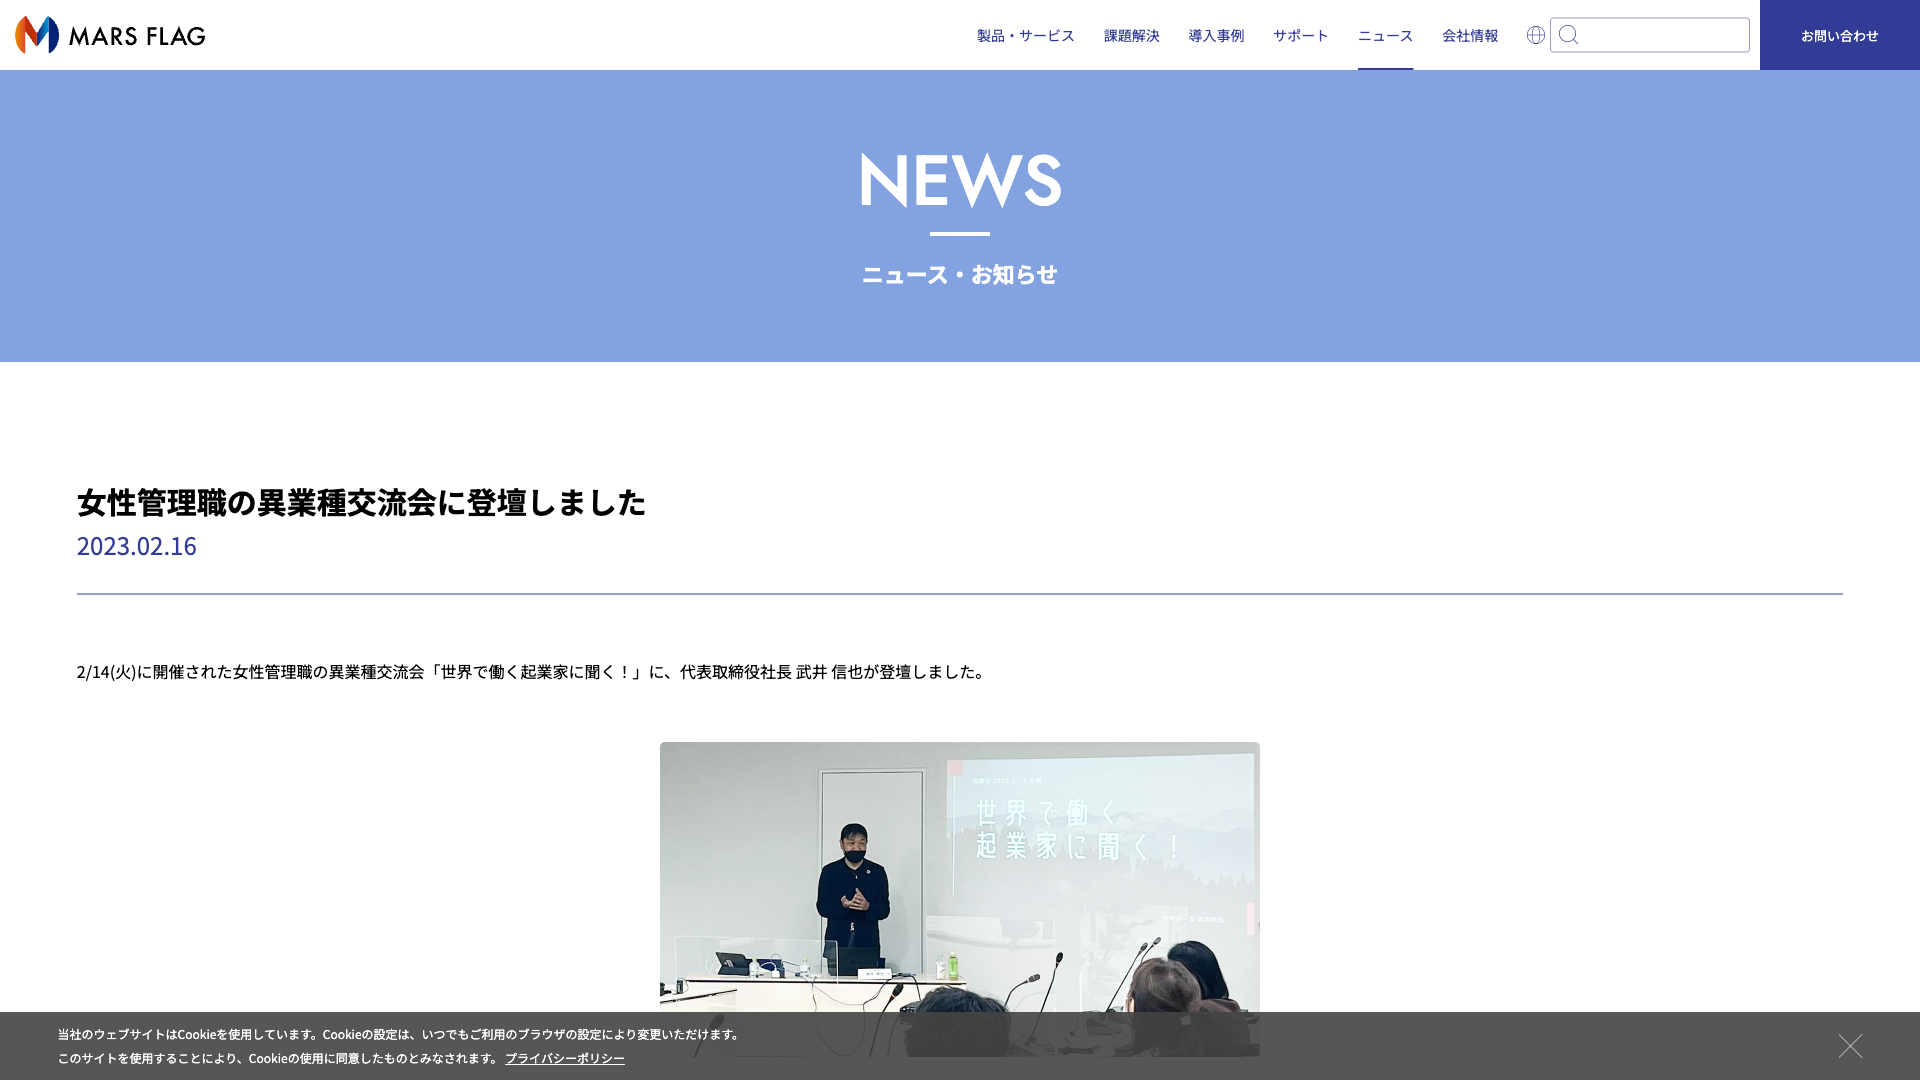 MARS FLAG
製品・サービス 課題解決 導入事例 サポート ニュース 会社情報
お問い合わせ
NEWS
ニュース・お知らせ
女性管理職の異業種交流会に登壇しました
2023.02.16
2/14(火)に開催された女性管理職の異業種交流会「世界で働く起業家に聞く！」に、代表取締役社長 武井 信也が登壇しました。
世界で働く
起業家に聞く！
当社のウェブサイトはCookieを使用しています。Cookieの設定は、いつでもご利用のブラウザの設定により変更いただけます。
このサイトを使用することにより、Cookieの使用に同意したものとみなされます。 プライバシーポリシー